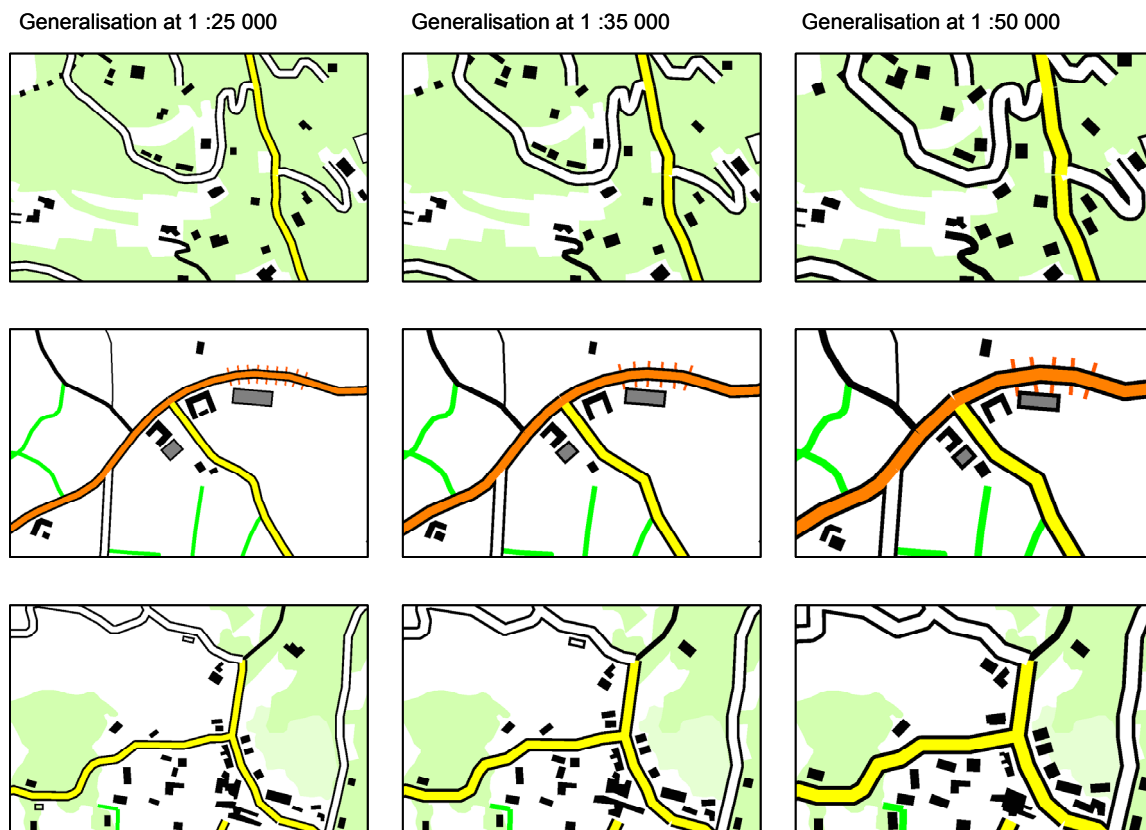 Generalisation at 1 :25 000
Generalisation at 1 :35 000
Generalisation at 1 :50 000